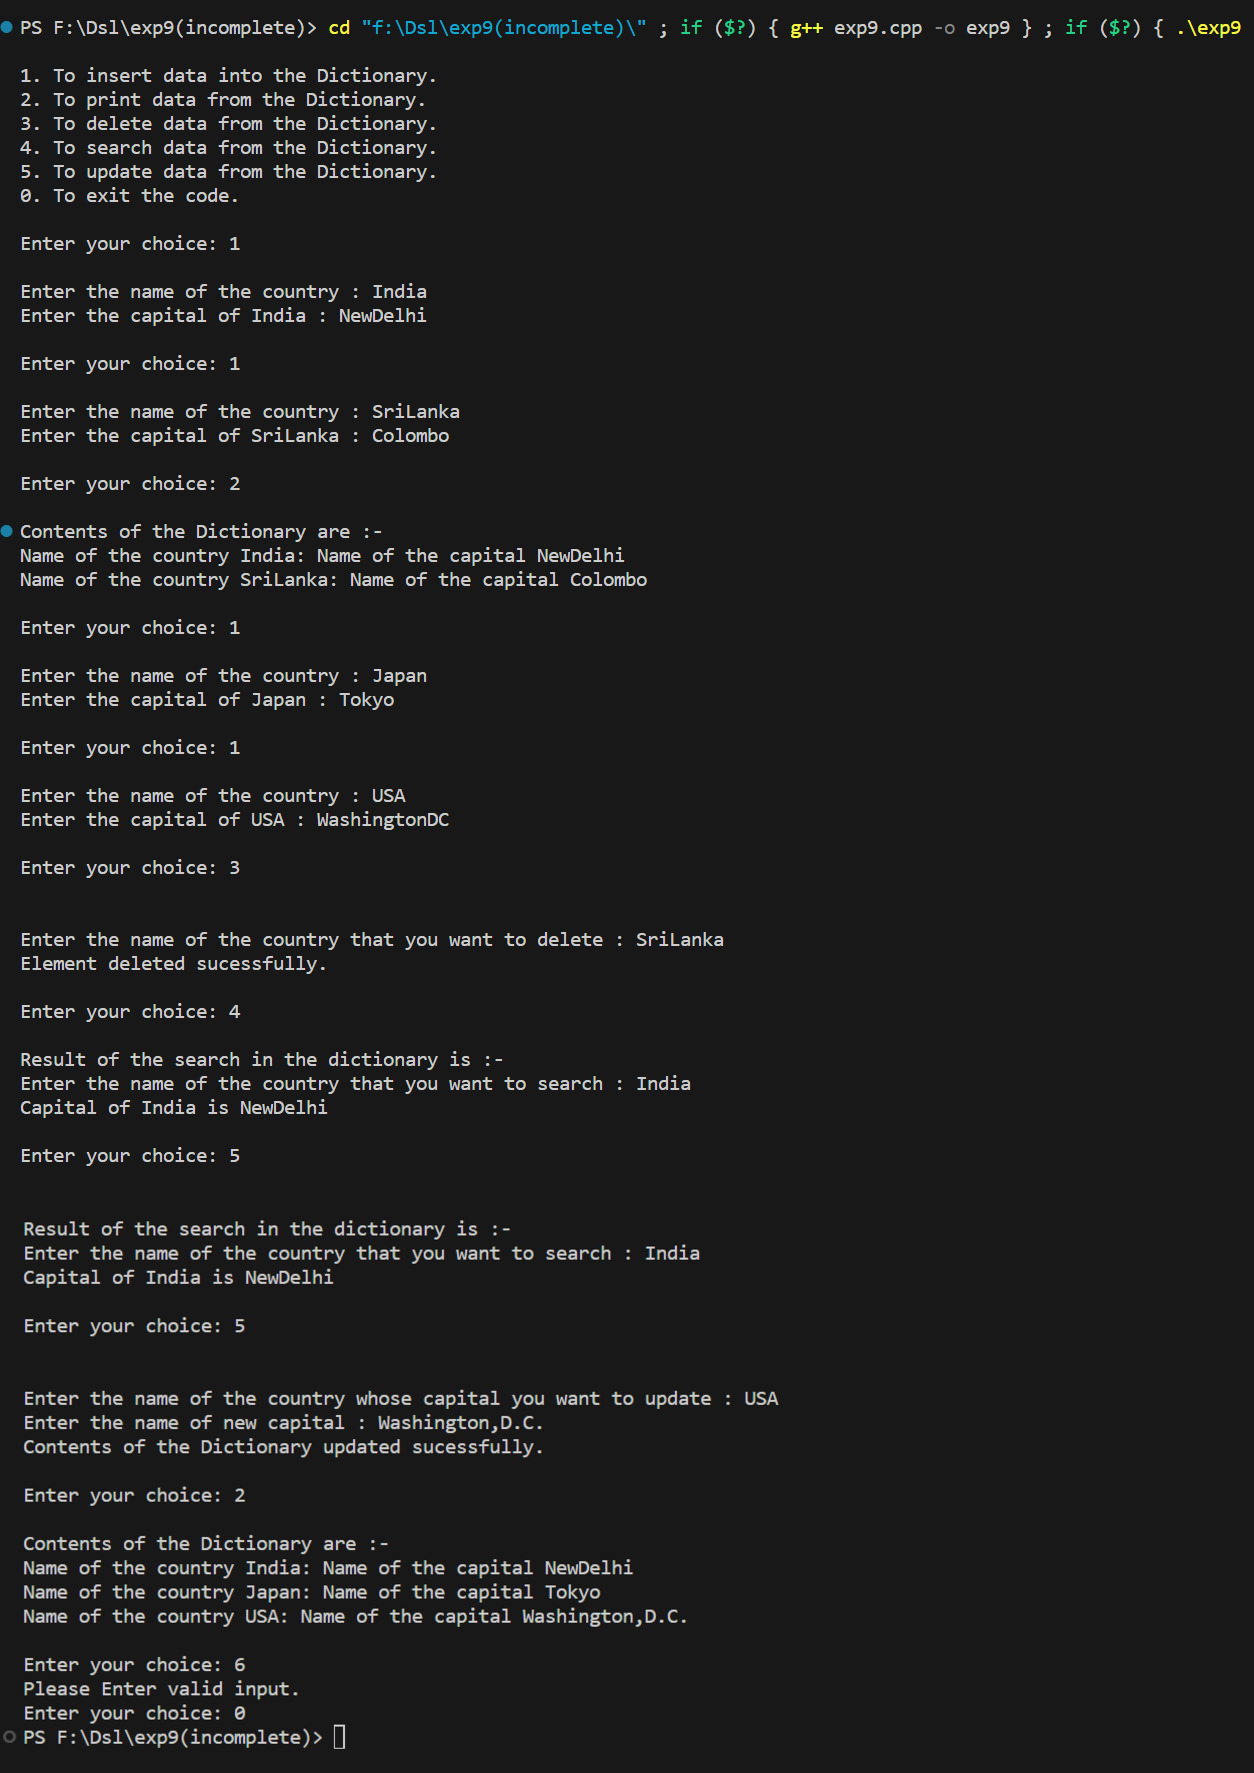 PS F:\Dsl\exp9(incomplete)> cd "f:\Dsl\exp9(incomplete)\" ; if ($?) { g++ exp9.cpp -o exp9 } ; if ($?) { .\exp9
1. To insert data into the Dictionary.
2. To print data from the Dictionary.
3. To delete data from the Dictionary.
4. To search data from the Dictionary.
5. To update data from the Dictionary.
0. To exit the code.
Enter your choice: 1
Enter the name of the country : India
Enter the capital of India : NewDelhi
Enter your choice: 1
Enter the name of the country : SriLanka
Enter the capital of SriLanka : Colombo
Enter your choice: 2
Contents of the Dictionary are :-
Name of the country India: Name of the capital NewDelhi
Name of the country SriLanka: Name of the capital Colombo
Enter your choice: 1
Enter the name of the country : Japan
Enter the capital of Japan : Tokyo
Enter your choice: 1
Enter the name of the country : USA
Enter the capital of USA : WashingtonDC
Enter your choice: 3
Enter the name of the country that you want to delete : SriLanka
Element deleted sucessfully.
Enter your choice: 4
Result of the search in the dictionary is :-
Enter the name of the country that you want to search : India
Capital of India is NewDelhi
Enter your choice: 5
Result of the search in the dictionary is :-
Enter the name of the country that you want to search : India
Capital of India is NewDelhi
Enter your choice: 5
Enter the name of the country whose capital you want to update : USA
Enter the name of new capital : Washington,D.C.
Contents of the Dictionary updated sucessfully.
Enter your choice: 2
Contents of the Dictionary are :-
Name of the country India: Name of the capital NewDelhi
Name of the country Japan: Name of the capital Tokyo
Name of the country USA: Name of the capital Washington,D.C.
Enter your choice: 6
Please Enter valid input.
Enter your choice: 0
PS F:\Dsl\exp9(incomplete)>